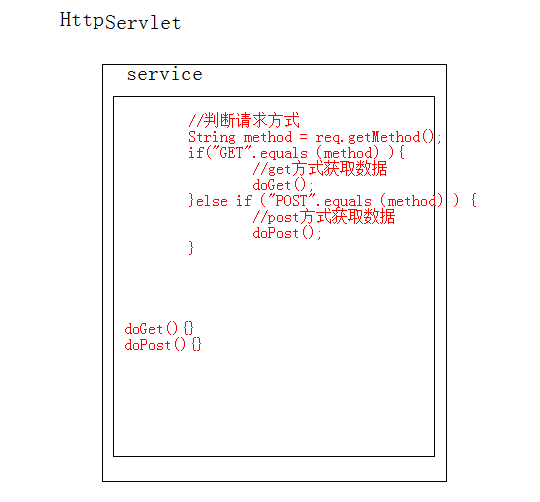 HttpServlet
service
//判断请求方式
String method = req.getMethod();
if("GET".equals (method) ){
//get方式获取数据
doGet();
}else if ("POST".equals (method) ) {
//post方式获取数据
doPost();
}
doGet(){}
doPost(){}